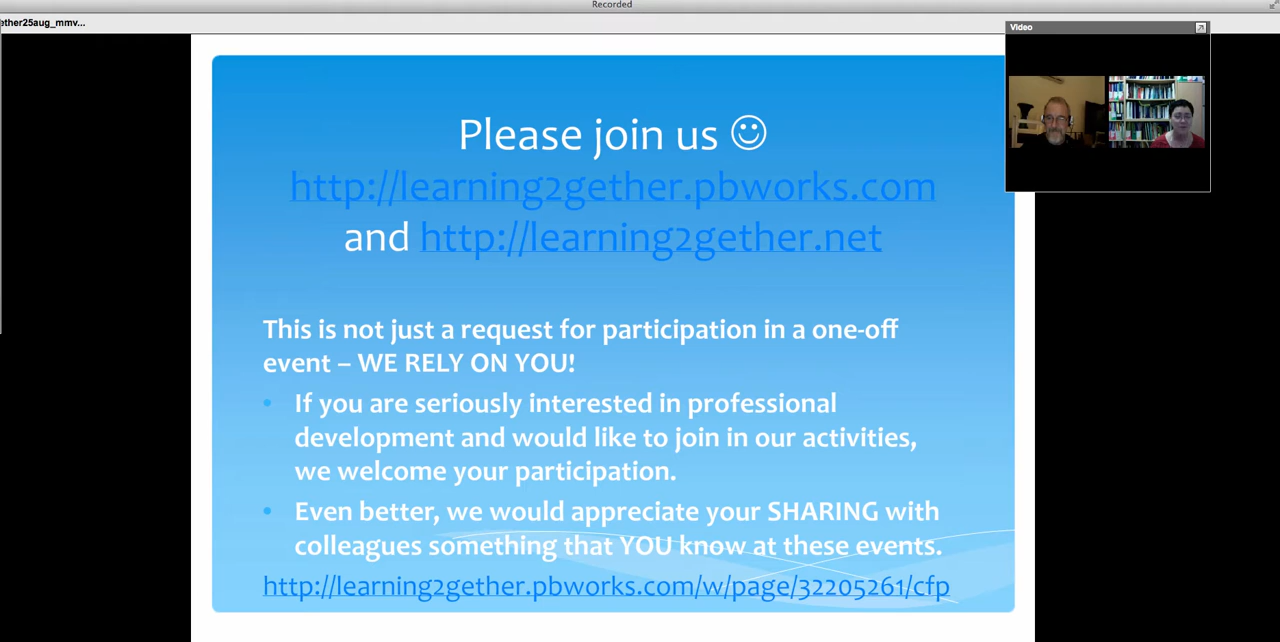 Recorded
ether25aug_mmv...
Video
Please join us ☺
http://learning2gether.pbworks.com
and http://learning2gether.net
This is not just a request for participation in a one-off
event – WE RELY ON YOU!
• If you are seriously interested in professional
development and would like to join in our activities,
we welcome your participation.
• Even better, we would appreciate your SHARING with
colleagues something that YOU know at these events.
http://learning2gether.pbworks.com/w/page/32205261/cfp